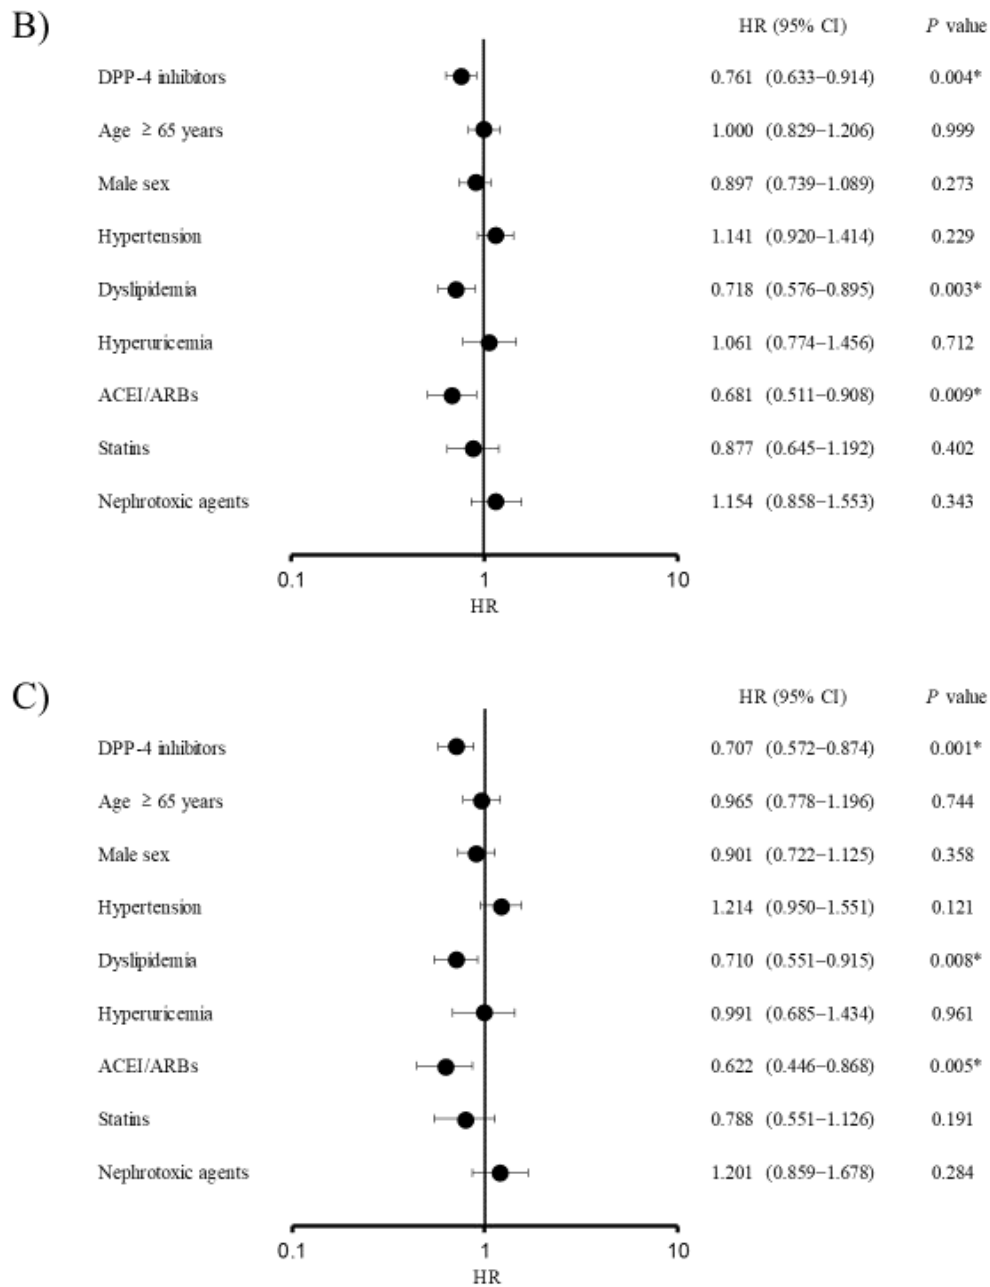 B)
HR (95% CI) P value
DPP-4 inhibitors 0.761 (0.633–0.914) 0.004*
Age ≥ 65 years 1.000 (0.829–1.206) 0.999
Male sex 0.897 (0.739–1.089) 0.273
Hypertension 1.141 (0.920–1.414) 0.229
Dyslipidemia 0.718 (0.576–0.895) 0.003*
Hyperuricemia 1.061 (0.774–1.456) 0.712
ACEI/ARBs 0.681 (0.511–0.908) 0.009*
Statins 0.877 (0.645–1.192) 0.402
Nephrotoxic agents 1.154 (0.858–1.553) 0.343
0.1 1 10
HR
C)
HR (95% CI) P value
DPP-4 inhibitors 0.707 (0.572–0.874) 0.001*
Age ≥ 65 years 0.965 (0.778–1.196) 0.744
Male sex 0.901 (0.722–1.125) 0.358
Hypertension 1.214 (0.950–1.551) 0.121
Dyslipidemia 0.710 (0.551–0.915) 0.008*
Hyperuricemia 0.991 (0.685–1.434) 0.961
ACEI/ARBs 0.622 (0.446–0.868) 0.005*
Statins 0.788 (0.551–1.126) 0.191
Nephrotoxic agents 1.201 (0.859–1.678) 0.284
0.1 1 10
HR